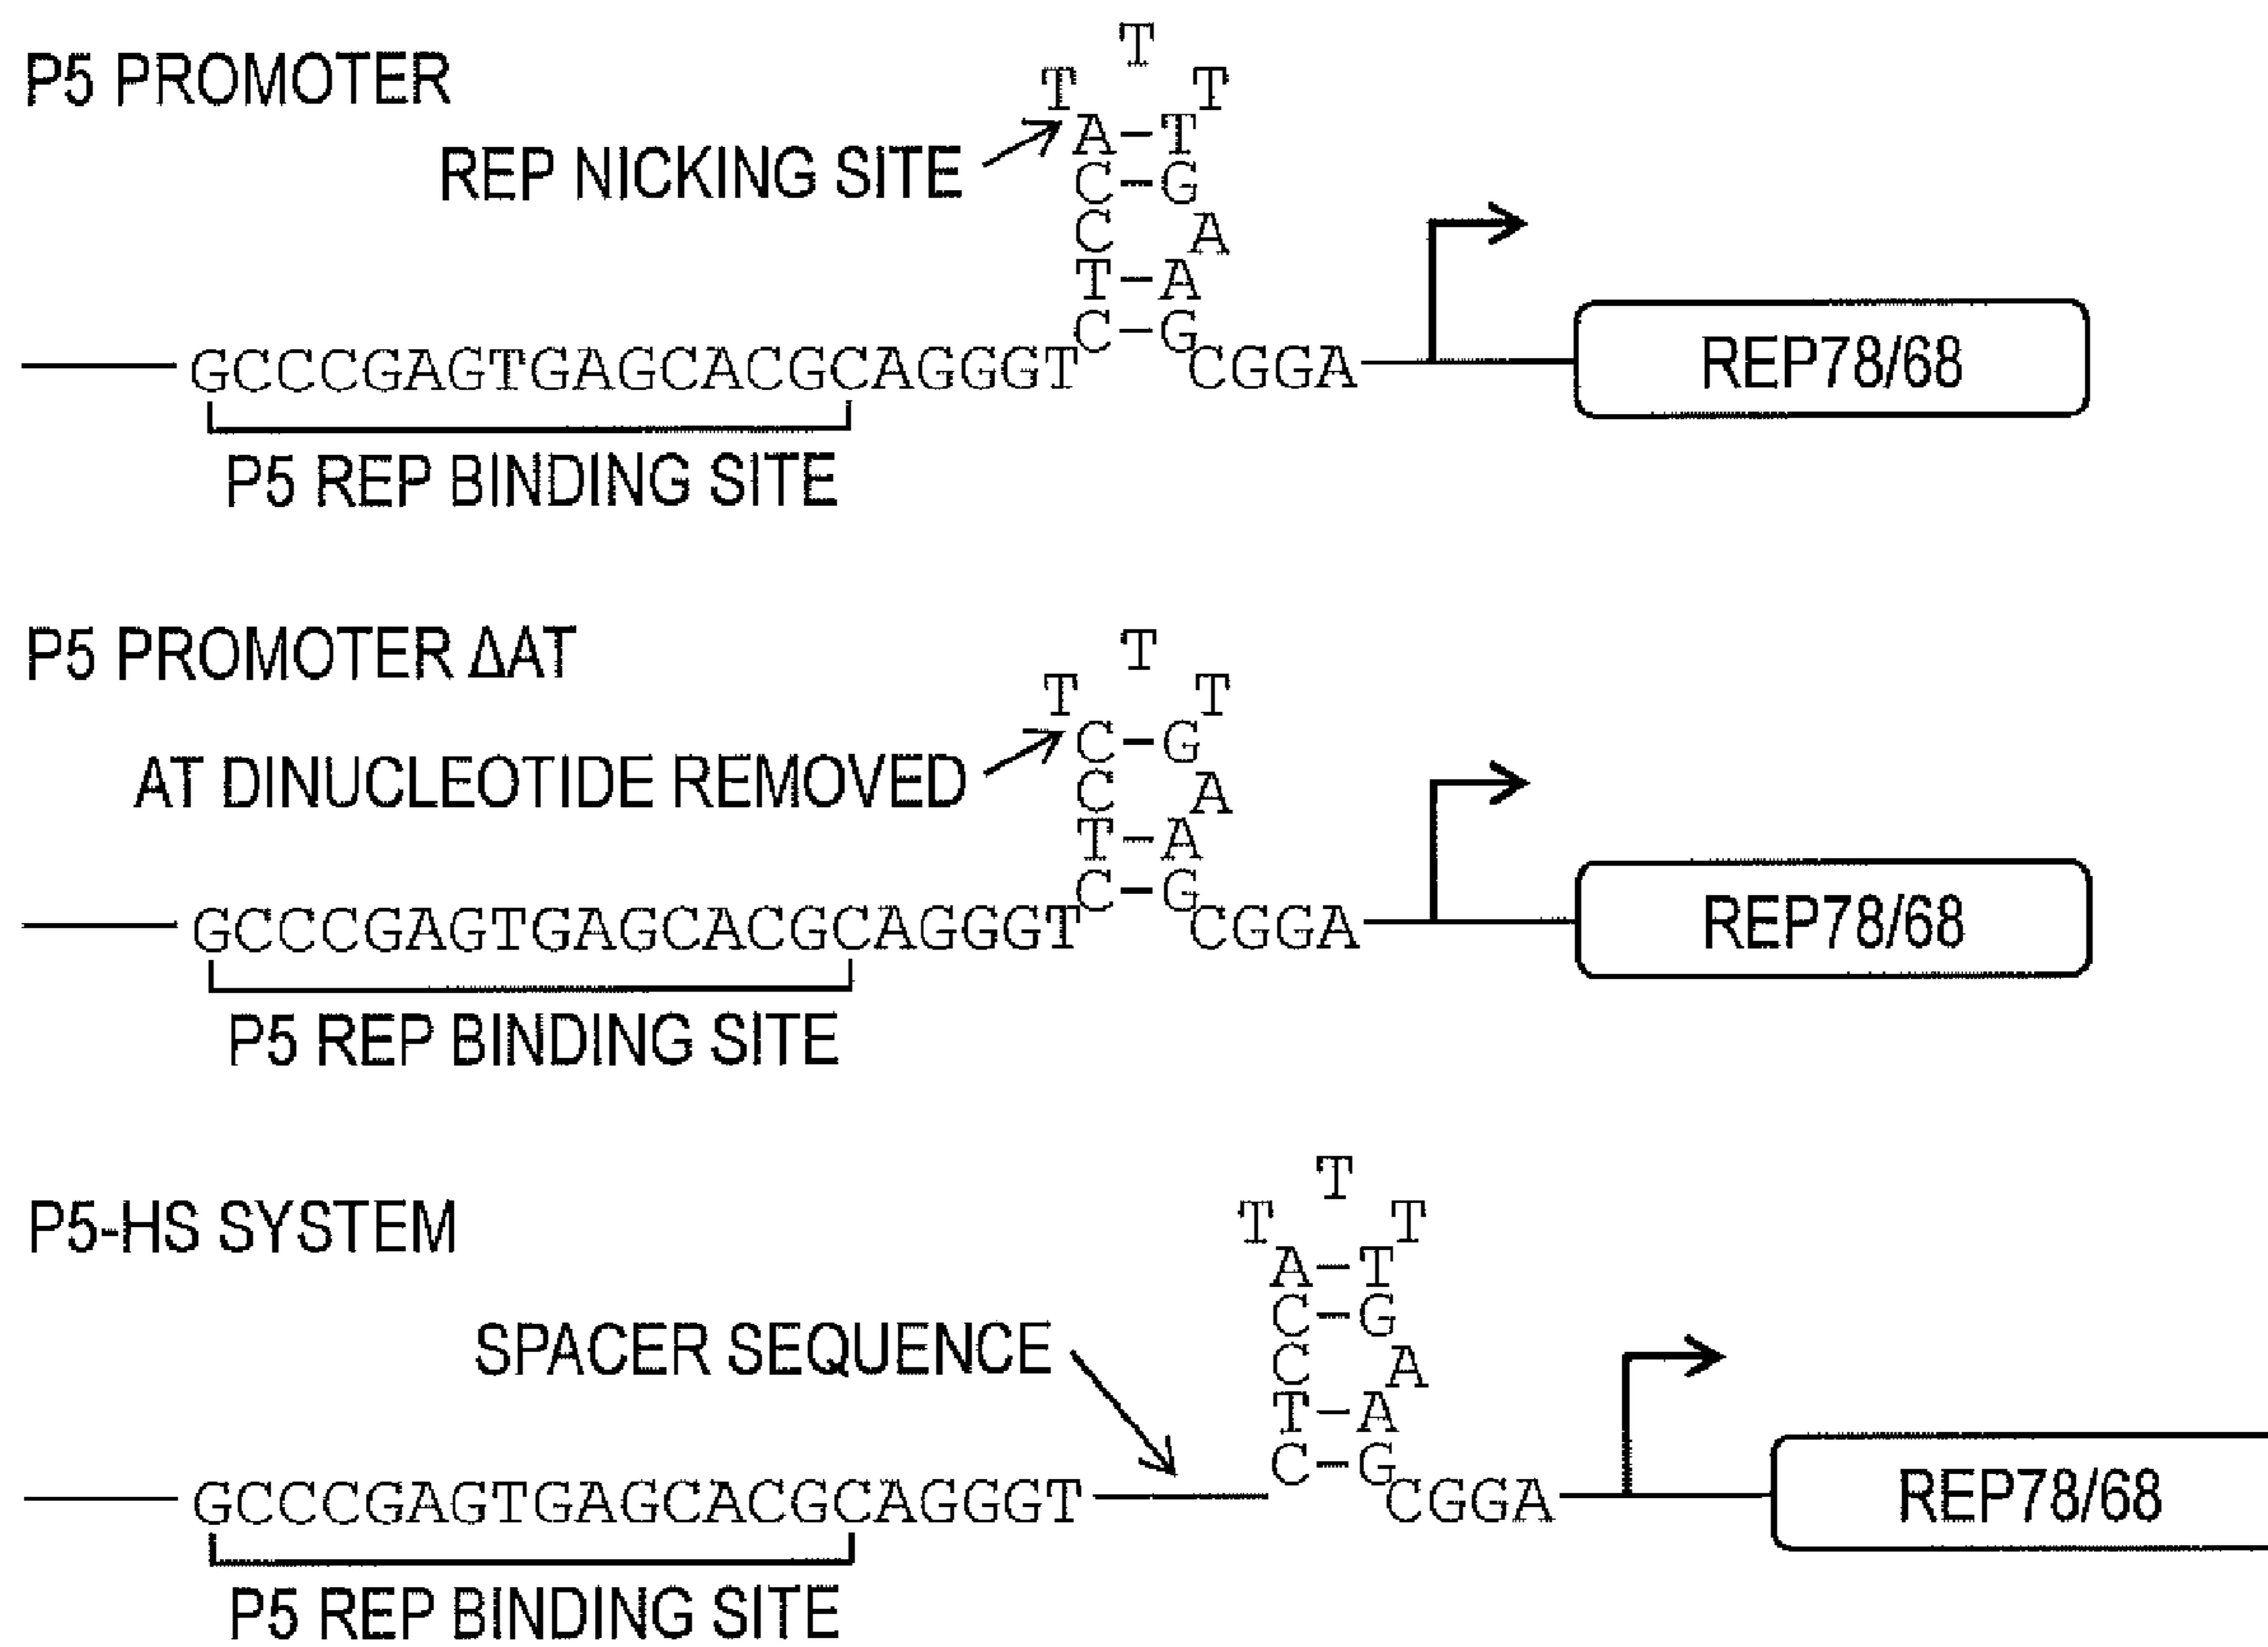 P5 PROMOTER
T
T T
REP NICKING SITE
A–T
C–G
C A
T–A
C–G
GCCCGAGTGAGCACGCAGGGT CGGA
REP78/68
P5 REP BINDING SITE
P5 PROMOTER ΔAT
T
T T
AT DINUCLEOTIDE REMOVED
C–G
C A
T–A
C–G
GCCCGAGTGAGCACGCAGGGT CGGA
REP78/68
P5 REP BINDING SITE
P5-HS SYSTEM
T
T T
A–T
C–G
SPACER SEQUENCE
C A
T–A
C–G
GCCCGAGTGAGCACGCAGGGT CGGA
REP78/68
P5 REP BINDING SITE